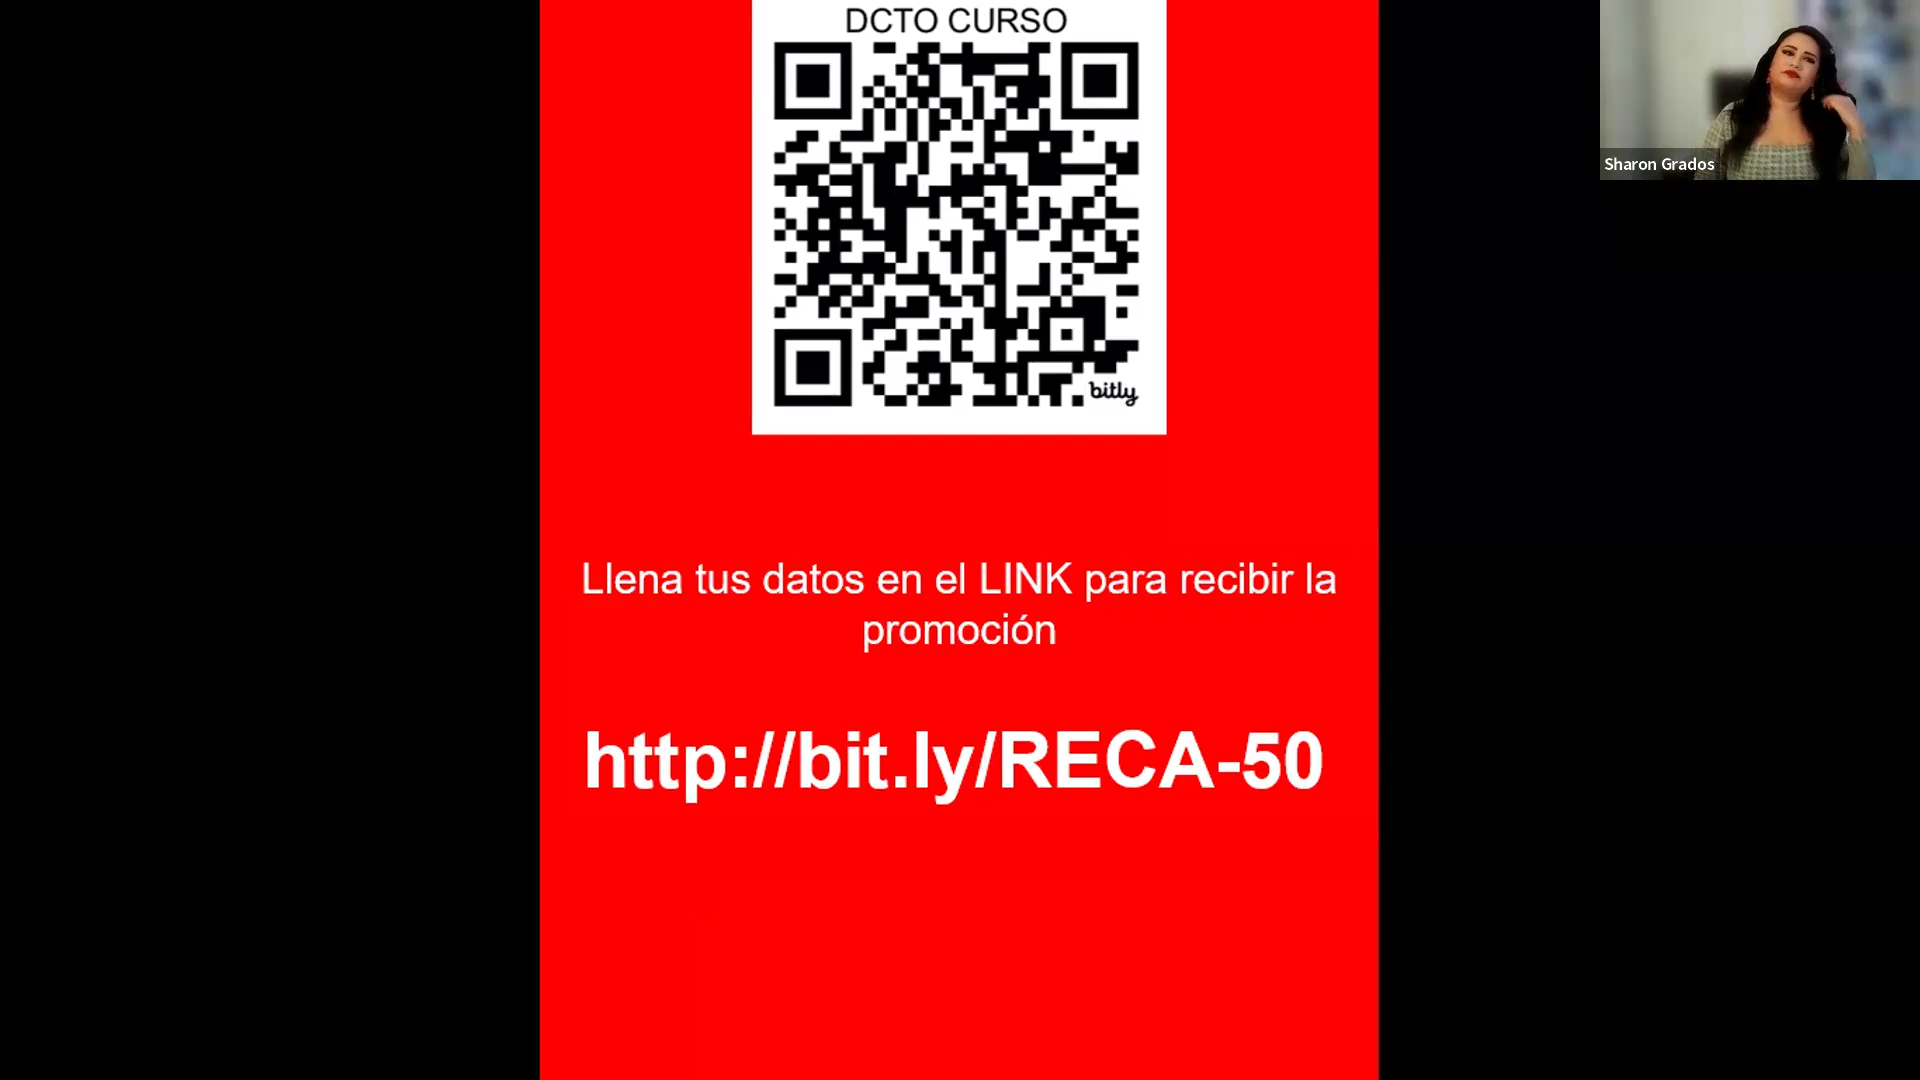 DCTO CURSO
bitly
Llena tus datos en el LINK para recibir la
promoción
http://bit.ly/RECA-50
Sharon Grados